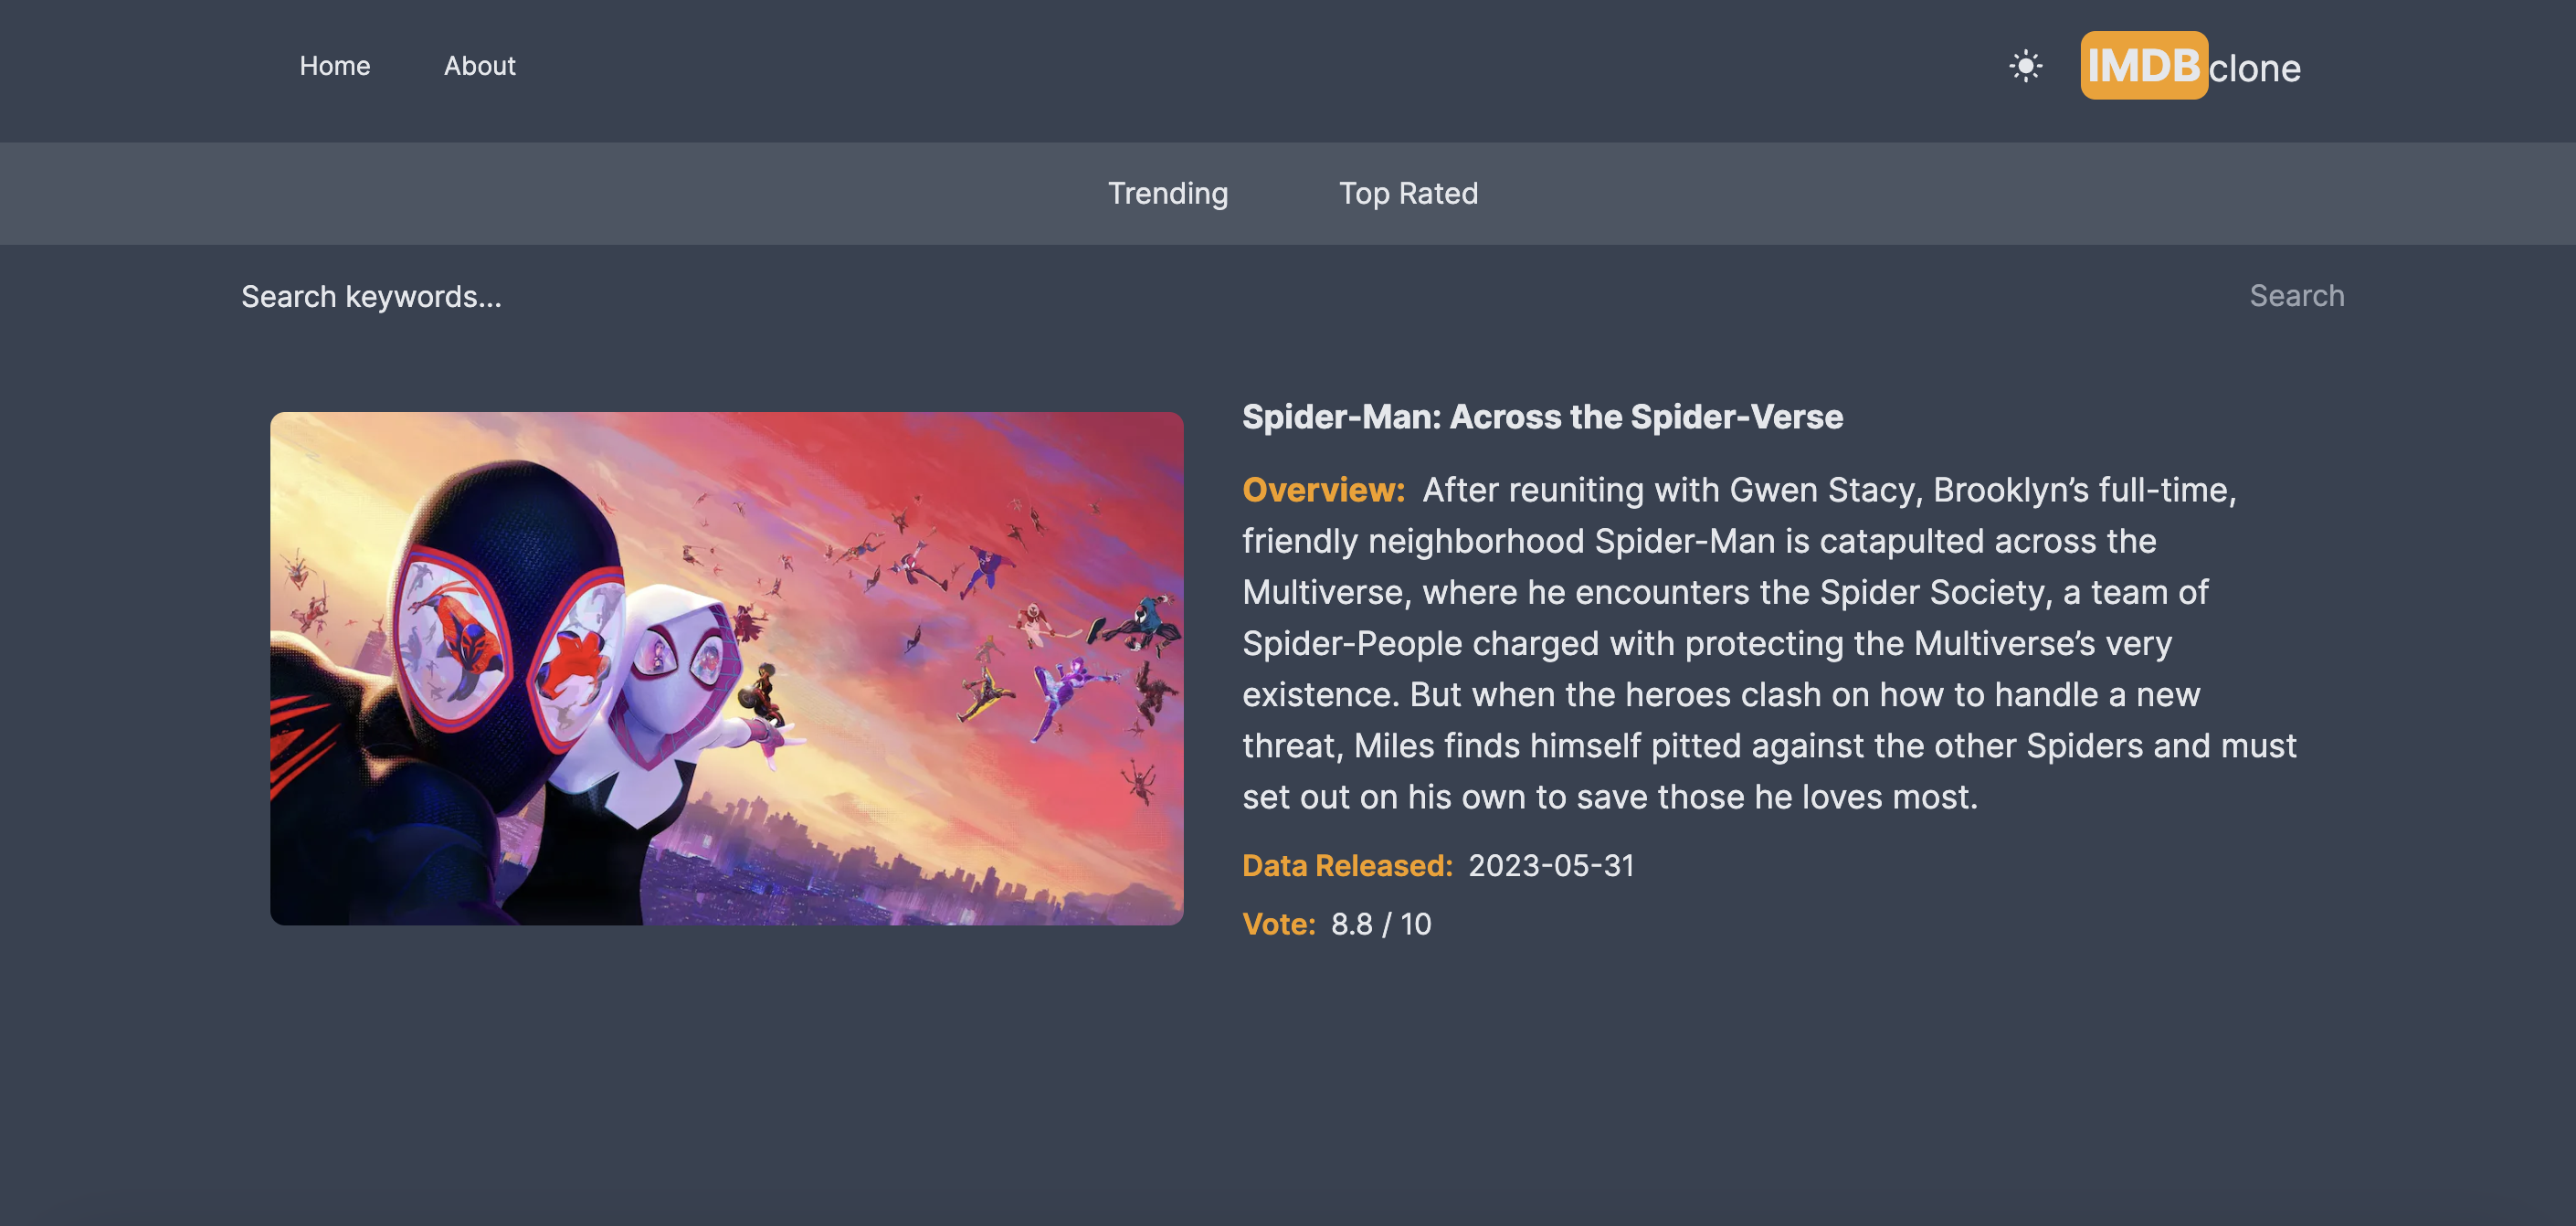 Home About IMDB clone
Trending Top Rated
Search keywords... Search
Spider-Man: Across the Spider-Verse
Overview: After reuniting with Gwen Stacy, Brooklyn’s full-time,
friendly neighborhood Spider-Man is catapulted across the
Multiverse, where he encounters the Spider Society, a team of
Spider-People charged with protecting the Multiverse’s very
existence. But when the heroes clash on how to handle a new
threat, Miles finds himself pitted against the other Spiders and must
set out on his own to save those he loves most.
Data Released: 2023-05-31
Vote: 8.8 / 10